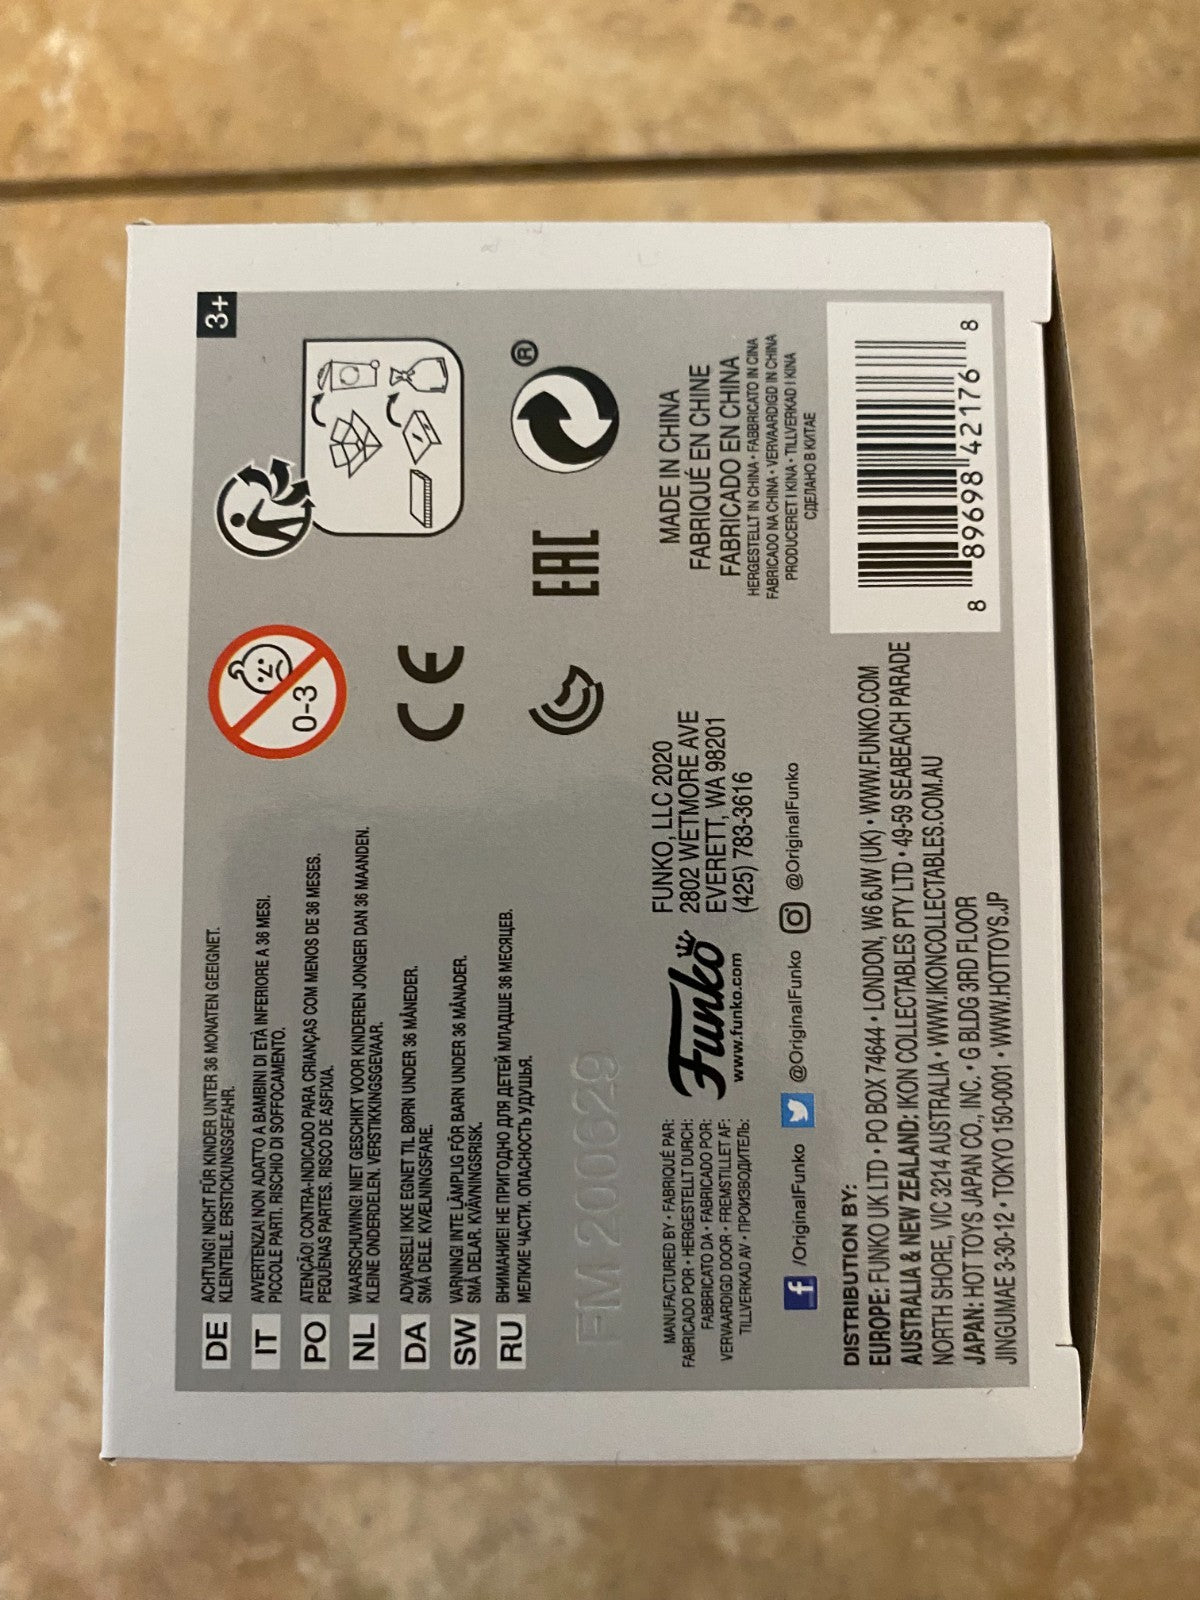 3+
DE ACHTUNG! NICHT FÜR KINDER UNTER 36 MONATEN GEEIGNET.
KLEINTEILE. ERSTICKUNGSGEFAHR.
IT AVVERTENZA! NON ADATTO A BAMBINI DI ETÀ INFERIORE A 36 MESI.
PICCOLE PARTI. RISCHIO DI SOFFOCAMENTO.
PO ATENÇÃO! CONTRA-INDICADO PARA CRIANÇAS COM MENOS DE 36 MESES.
PEQUENAS PARTES. RISCO DE ASFIXIA.
NL WAARSCHUWING! NIET GESCHIKT VOOR KINDEREN JONGER DAN 36 MAANDEN.
KLEINE ONDERDELEN. VERSTIKKINGSGEVAAR.
DA ADVARSEL! IKKE EGNET TIL BØRN UNDER 36 MÅNEDER.
SMÅ DELE. KVÆLNINGSFARE.
SW VARNING! INTE LÄMPLIG FÖR BARN UNDER 36 MÅNADER.
SMÅ DELAR. KVÄVNINGSRISK.
RU ВНИМАНИЕ! НЕ ПРИГОДНО ДЛЯ ДЕТЕЙ МЛАДШЕ 36 МЕСЯЦЕВ.
МЕЛКИЕ ЧАСТИ. ОПАСНОСТЬ УДУШЬЯ.
0-3
CE
EAC
®
FM 200629
MANUFACTURED BY • FABRIQUÉ PAR:
FABRICADO POR • HERGESTELLT DURCH:
FABBRICATO DA • FABRICADO POR:
VERVAARDIGD DOOR • FREMSTILLET AF:
TILLVERKAD AV • ПРОИЗВОДИТЕЛЬ:
Funko
www.funko.com
FUNKO, LLC 2020
2802 WETMORE AVE
EVERETT, WA 98201
(425) 783-3616
MADE IN CHINA
FABRIQUÉ EN CHINE
FABRICADO EN CHINA
HERGESTELLT IN CHINA • FABBRICATO IN CINA
FABRICADO NA CHINA • VERVAARDIGD IN CHINA
PRODUCERET I KINA • TILLVERKAD I KINA
СДЕЛАНО В КИТАЕ
f /OriginalFunko @OriginalFunko @OriginalFunko
DISTRIBUTION BY:
EUROPE: FUNKO UK LTD • PO BOX 74644 • LONDON, W6 6JW (UK) • WWW.FUNKO.COM
AUSTRALIA & NEW ZEALAND: IKON COLLECTABLES PTY LTD • 49-59 SEABEACH PARADE
NORTH SHORE, VIC 3214 AUSTRALIA • WWW.IKONCOLLECTABLES.COM.AU
JAPAN: HOT TOYS JAPAN CO., INC. • G BLDG 3RD FLOOR
JINGUMAE 3-30-12 • TOKYO 150-0001 • WWW.HOTTOYS.JP
8 89698 42176 8